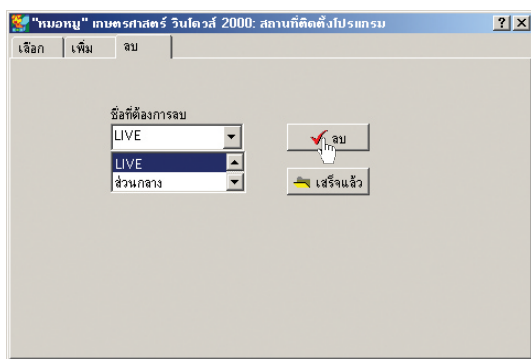 "หมอหมู" เกษตรศาสตร์ วินโดวส์ 2000: สถานที่ติดตั้งโปรแกรม
เลือก เพิ่ม ลบ
ชื่อที่ต้องการลบ
LIVE ลบ
LIVE
ส่วนกลาง เสร็จแล้ว